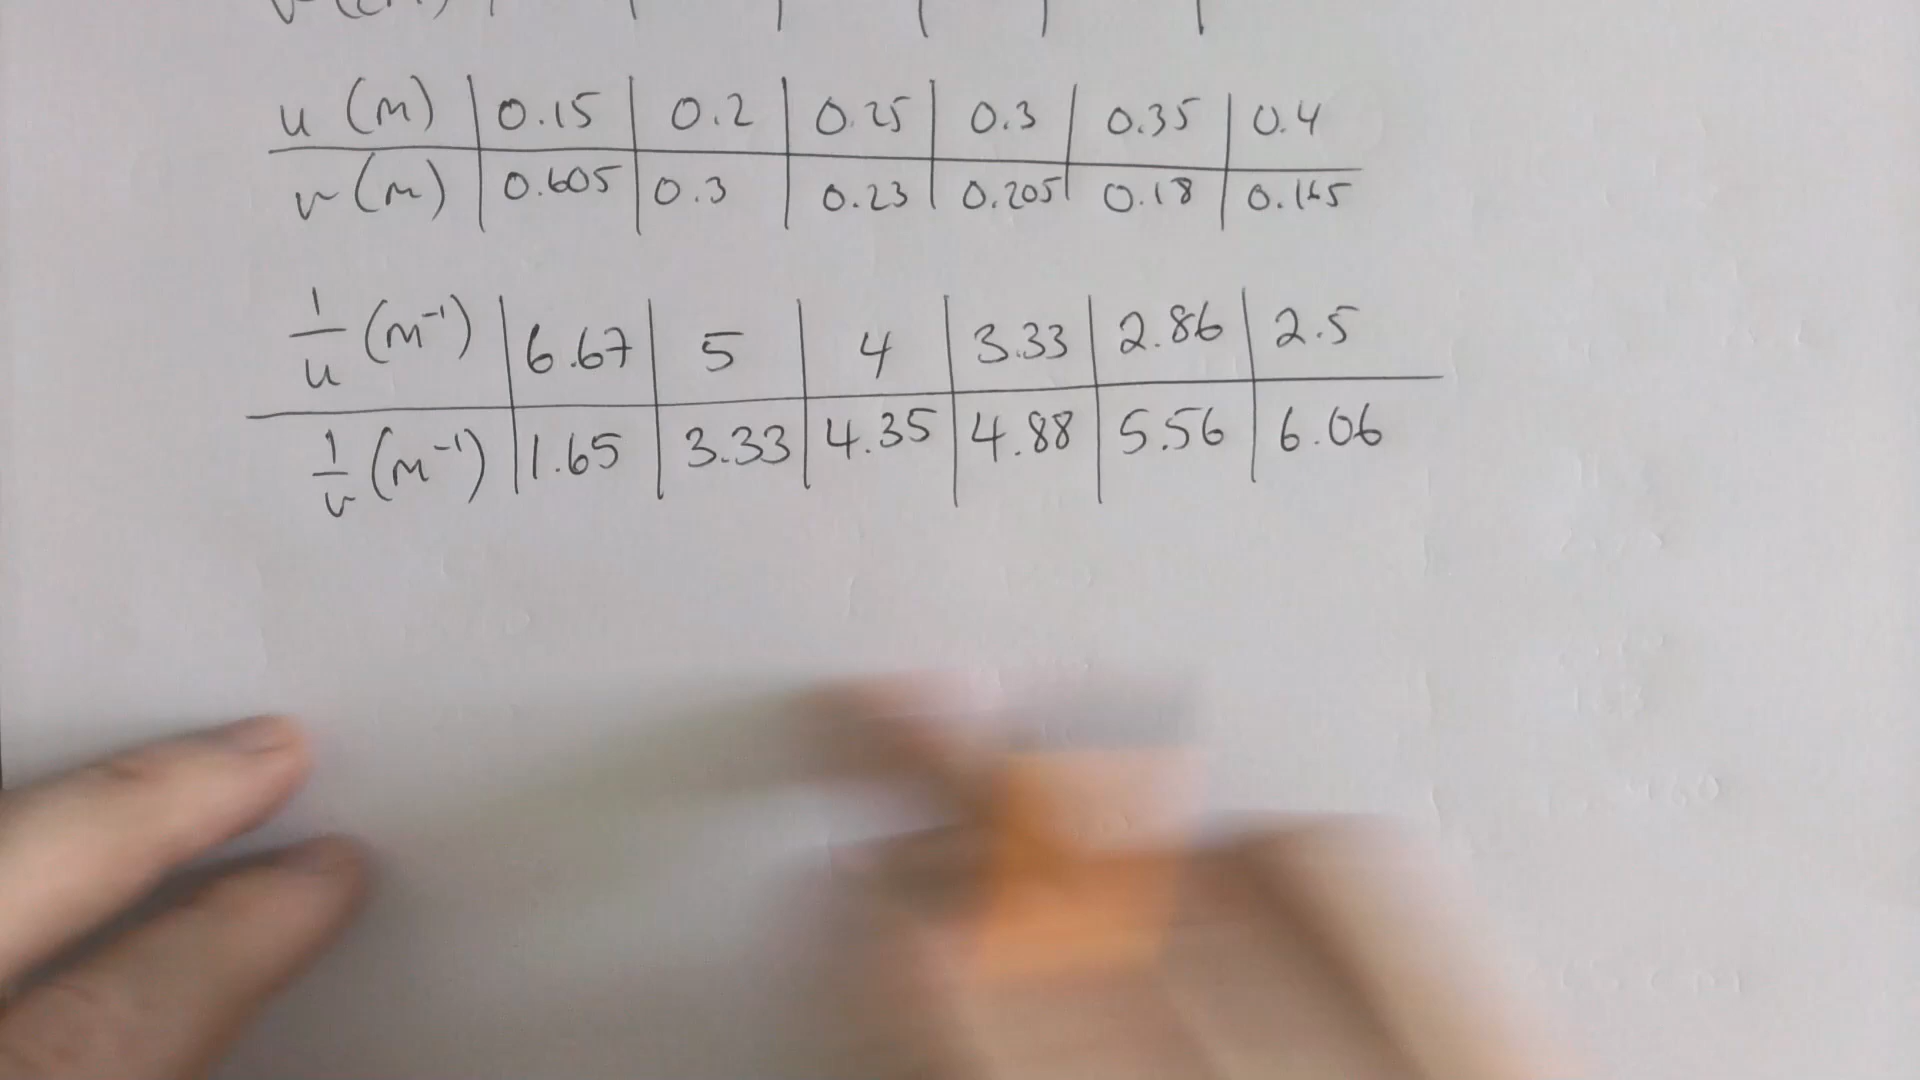 u (m) | 0.15 | 0.2 | 0.25 | 0.3 | 0.35 | 0.4
v (m) | 0.605 | 0.3 | 0.23 | 0.205 | 0.18 | 0.165
1/u (m⁻¹) | 6.67 | 5 | 4 | 3.33 | 2.86 | 2.5
1/v (m⁻¹) | 1.65 | 3.33 | 4.35 | 4.88 | 5.56 | 6.06